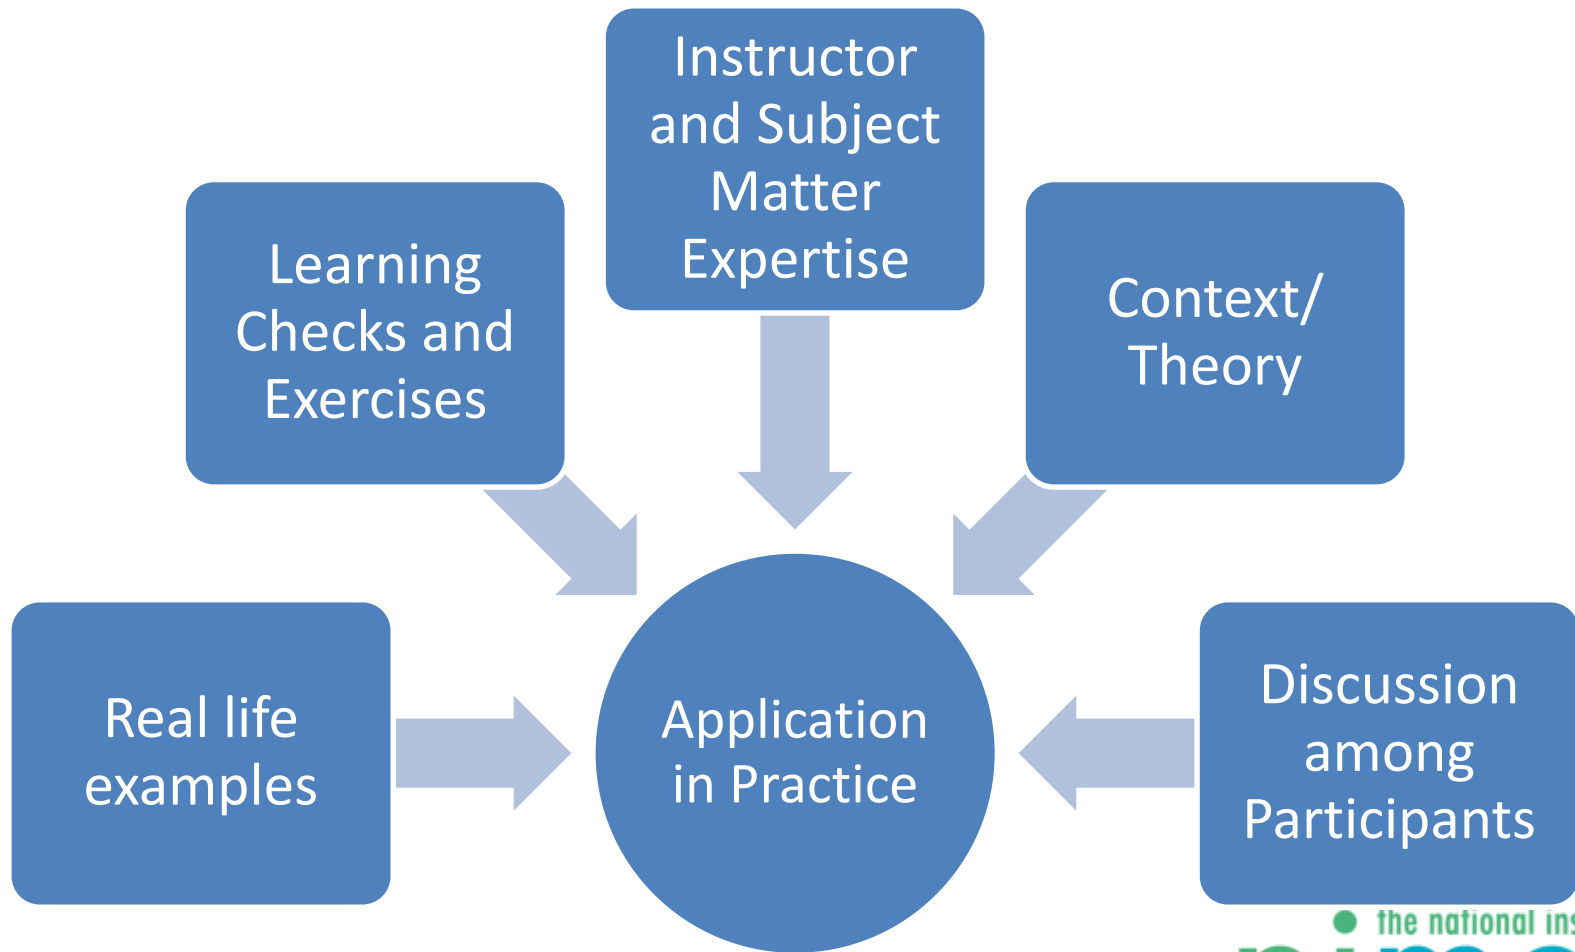 Instructor
and Subject
Matter
Expertise
Learning
Checks and
Exercises
Context/
Theory
Real life
examples
Application
in Practice
Discussion
among
Participants
the national